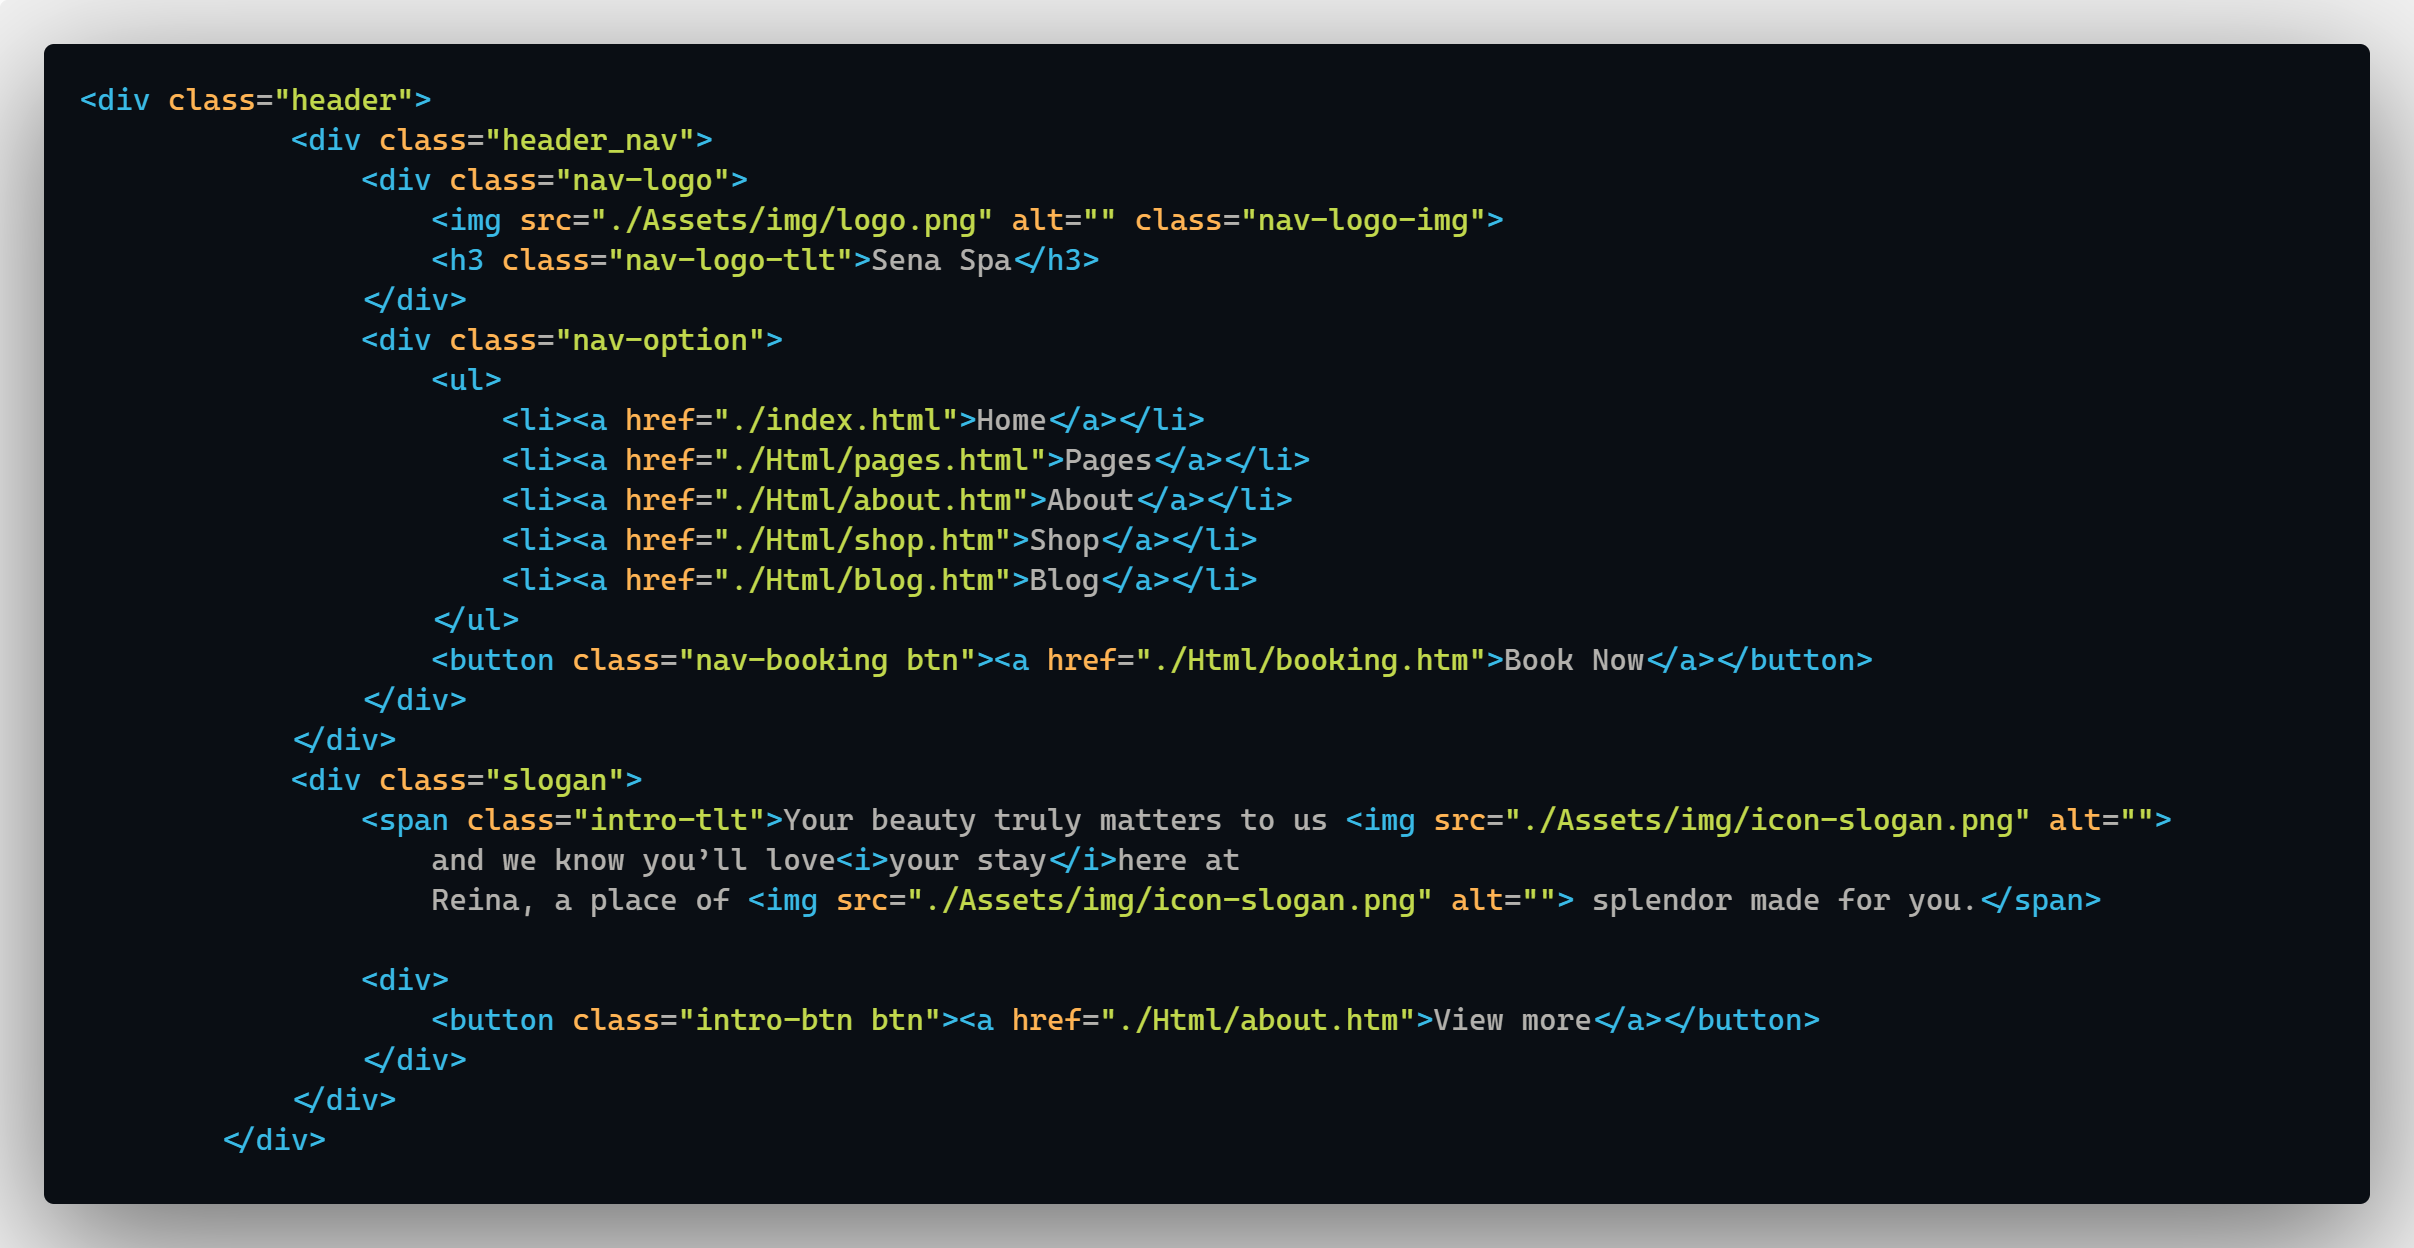 <div class="header">
            <div class="header_nav">
                <div class="nav-logo">
                    <img src="./Assets/img/logo.png" alt="" class="nav-logo-img">
                    <h3 class="nav-logo-tlt">Sena Spa</h3>
                </div>
                <div class="nav-option">
                    <ul>
                        <li><a href="./index.html">Home</a></li>
                        <li><a href="./Html/pages.html">Pages</a></li>
                        <li><a href="./Html/about.htm">About</a></li>
                        <li><a href="./Html/shop.htm">Shop</a></li>
                        <li><a href="./Html/blog.htm">Blog</a></li>
                    </ul>
                    <button class="nav-booking btn"><a href="./Html/booking.htm">Book Now</a></button>
                </div>
            </div>
            <div class="slogan">
                <span class="intro-tlt">Your beauty truly matters to us <img src="./Assets/img/icon-slogan.png" alt="">
                    and we know you’ll love<i>your stay</i>here at
                    Reina, a place of <img src="./Assets/img/icon-slogan.png" alt=""> splendor made for you.</span>

                <div>
                    <button class="intro-btn btn"><a href="./Html/about.htm">View more</a></button>
                </div>
            </div>
        </div>